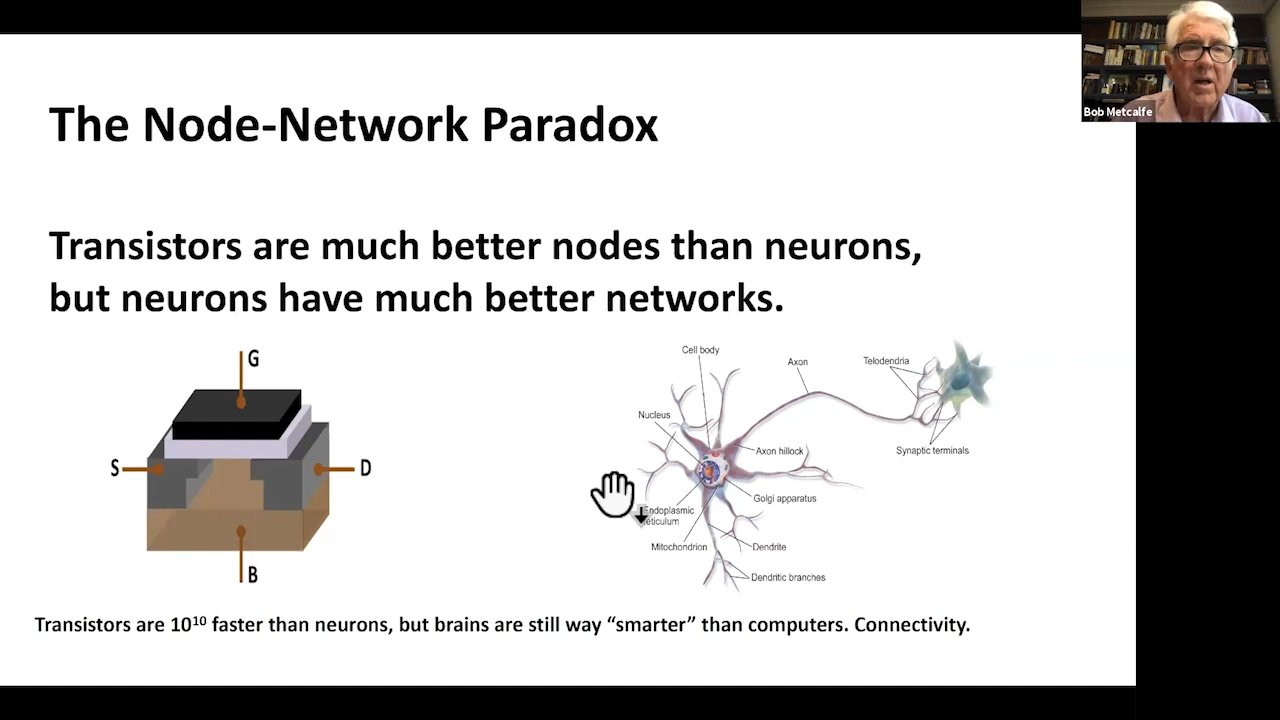 Bob Metcalfe
The Node-Network Paradox
Transistors are much better nodes than neurons,
but neurons have much better networks.
G
S
D
B
Cell body
Axon
Telodendria
Nucleus
Axon hillock
Synaptic terminals
Golgi apparatus
Endoplasmic
reticulum
Mitochondrion
Dendrite
Dendritic branches
Transistors are 10¹⁰ faster than neurons, but brains are still way “smarter” than computers. Connectivity.